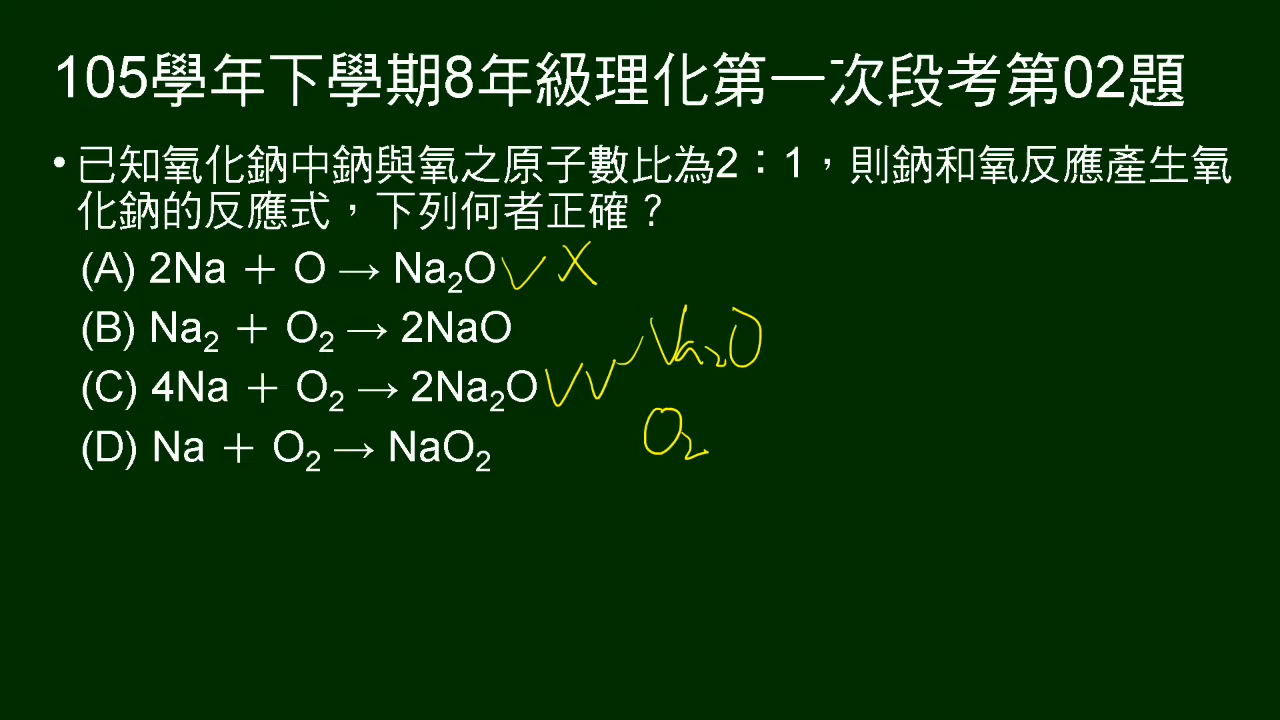 105學年下學期8年級理化第一次段考第02題
• 已知氧化鈉中鈉與氧之原子數比為2：1，則鈉和氧反應產生氧
化鈉的反應式，下列何者正確？
(A) 2Na ＋ O → Na₂O ✓ X
(B) Na₂ ＋ O₂ → 2NaO
Na₂O
(C) 4Na ＋ O₂ → 2Na₂O ✓✓
O₂
(D) Na ＋ O₂ → NaO₂